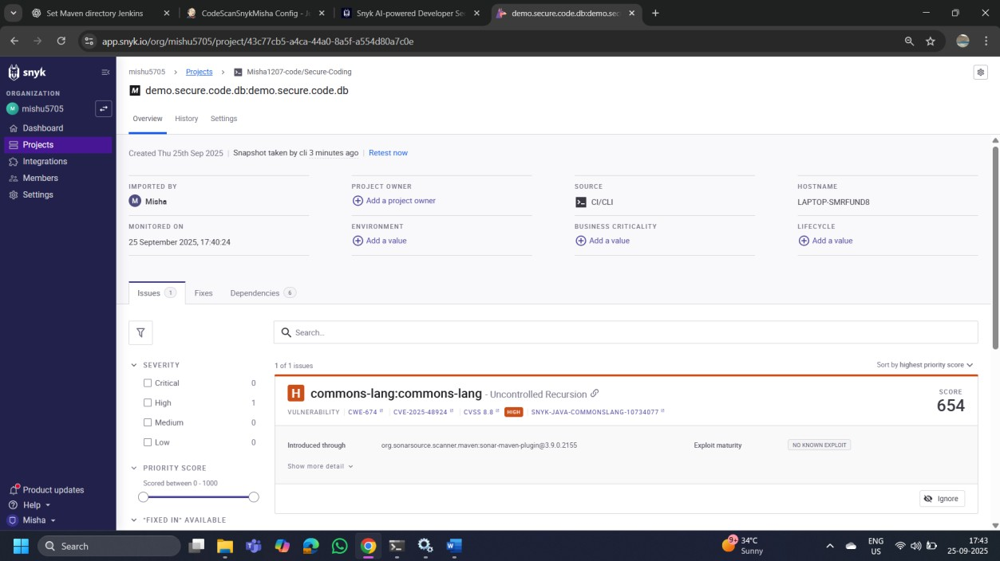 Set Maven directory Jenkins
CodeScanSnykMisha Config - Je
Snyk AI-powered Developer Se
demo.secure.code.db:demo.sec
app.snyk.io/org/mishu5705/project/43c77cb5-a4ca-44a0-8a5f-a554d80a7c0e
snyk
ORGANIZATION
M mishu5705
Dashboard
Projects
Integrations
Members
Settings
Product updates
Help
Misha
mishu5705 > Projects > Misha1207-code/Secure-Coding
M demo.secure.code.db:demo.secure.code.db
Overview History Settings
Created Thu 25th Sep 2025 | Snapshot taken by cli 3 minutes ago | Retest now
IMPORTED BY
M Misha
PROJECT OWNER
Add a project owner
SOURCE
CI/CLI
HOSTNAME
LAPTOP-SMRFUND8
MONITORED ON
25 September 2025, 17:40:24
ENVIRONMENT
Add a value
BUSINESS CRITICALITY
Add a value
LIFECYCLE
Add a value
Issues 1 Fixes Dependencies 6
Search...
SEVERITY
Critical 0
High 1
Medium 0
Low 0
PRIORITY SCORE
Scored between 0 - 1000
"FIXED IN" AVAILABLE
1 of 1 issues
Sort by highest priority score
H commons-lang:commons-lang - Uncontrolled Recursion
VULNERABILITY | CWE-674 | CVE-2025-48924 | CVSS 8.8 HIGH | SNYK-JAVA-COMMONSLANG-10734077
SCORE
654
Introduced through org.sonarsource.scanner.maven:sonar-maven-plugin@3.9.0.2155
Exploit maturity NO KNOWN EXPLOIT
Show more detail
Ignore
Search
9+
34°C
Sunny
ENG
US
17:43
25-09-2025